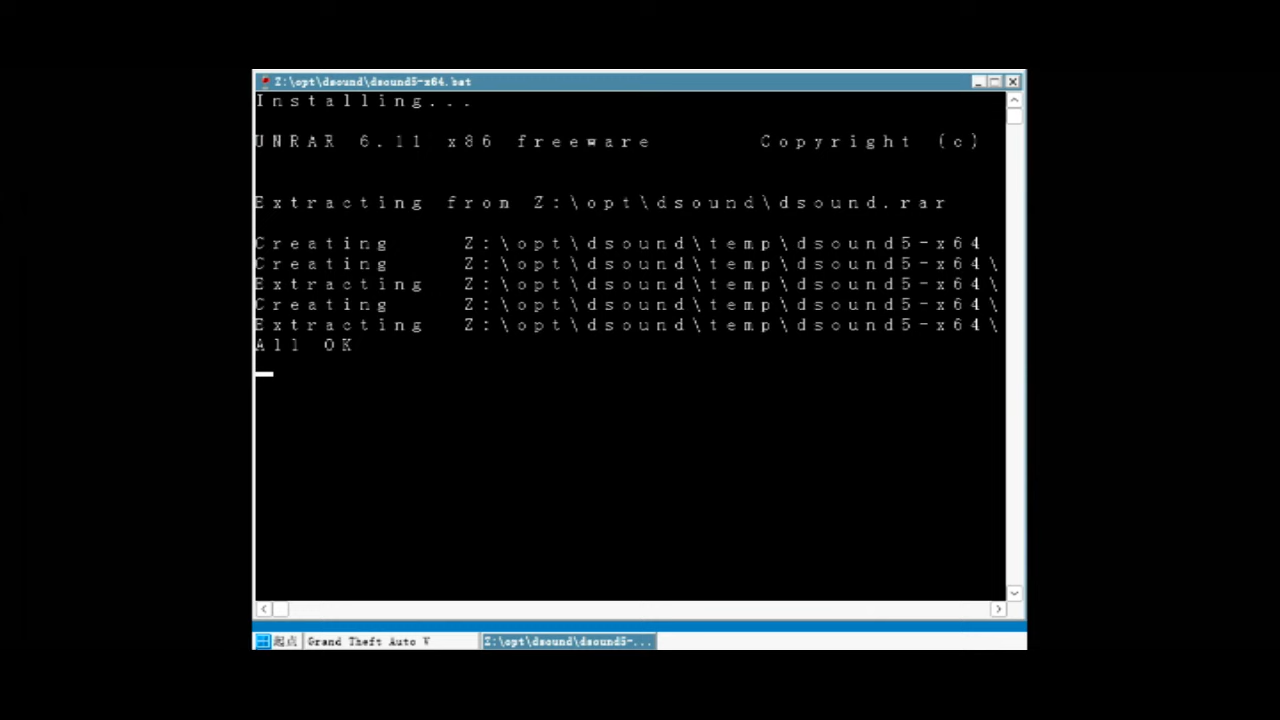 Z:\opt\dsound\dsound5-x64.bat
Installing...
UNRAR 6.11 x86 freeware Copyright (c)
Extracting from Z:\opt\dsound\dsound.rar
Creating Z:\opt\dsound\temp\dsound5-x64
Creating Z:\opt\dsound\temp\dsound5-x64\
Extracting Z:\opt\dsound\temp\dsound5-x64\
Creating Z:\opt\dsound\temp\dsound5-x64\
Extracting Z:\opt\dsound\temp\dsound5-x64\
All OK
起点 Grand Theft Auto V Z:\opt\dsound\dsound5-...